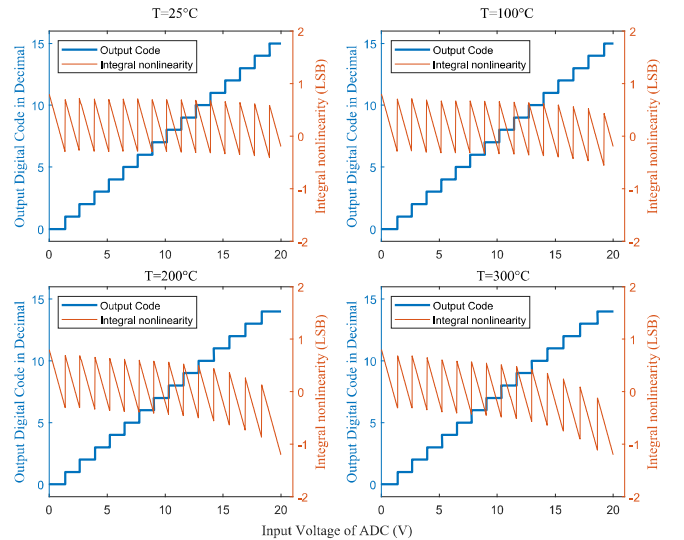 T=25°C
T=100°C
Output Digital Code in Decimal
15
10
5
0
Output Code
Integral nonlinearity
2
1
0
-1
-2
Integral nonlinearity (LSB)
0 5 10 15 20
Output Digital Code in Decimal
15
10
5
0
Output Code
Integral nonlinearity
2
1
0
-1
-2
Integral nonlinearity (LSB)
0 5 10 15 20
T=200°C
T=300°C
Output Digital Code in Decimal
15
10
5
0
Output Code
Integral nonlinearity
2
1
0
-1
-2
Integral nonlinearity (LSB)
0 5 10 15 20
Output Digital Code in Decimal
15
10
5
0
Output Code
Integral nonlinearity
2
1
0
-1
-2
Integral nonlinearity (LSB)
0 5 10 15 20
Input Voltage of ADC (V)